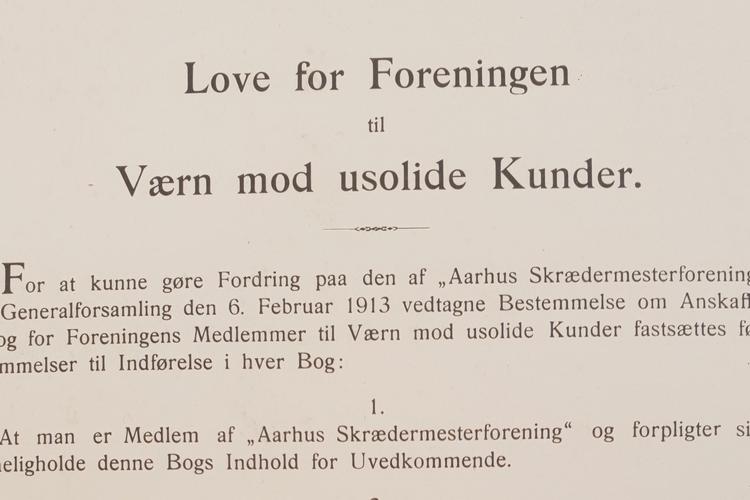 Love for Foreningen
til
Værn mod usolide Kunder.
For at kunne gøre Fordring paa den af „Aarhus Skrædermesterforening
Generalforsamling den 6. Februar 1913 vedtagne Bestemmelse om Anskaff
og for Foreningens Medlemmer til Værn mod usolide Kunder fastsættes fø
mmelser til Indførelse i hver Bog:
1.
At man er Medlem af „Aarhus Skrædermesterforening“ og forpligter si
eligholde denne Bogs Indhold for Uvedkommende.